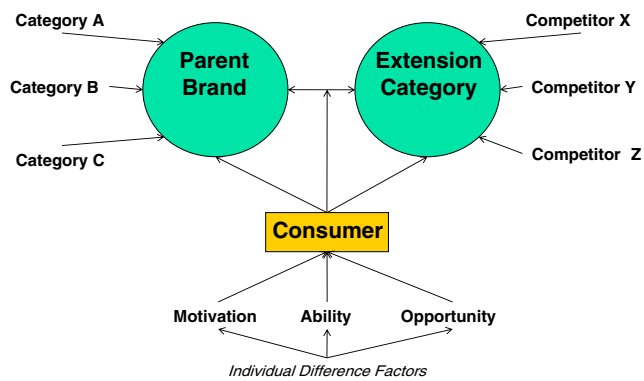 Category A
Competitor X
Parent
Brand
Extension
Category
Category B
Competitor Y
Category C
Competitor Z
Consumer
Motivation
Ability
Opportunity
Individual Difference Factors